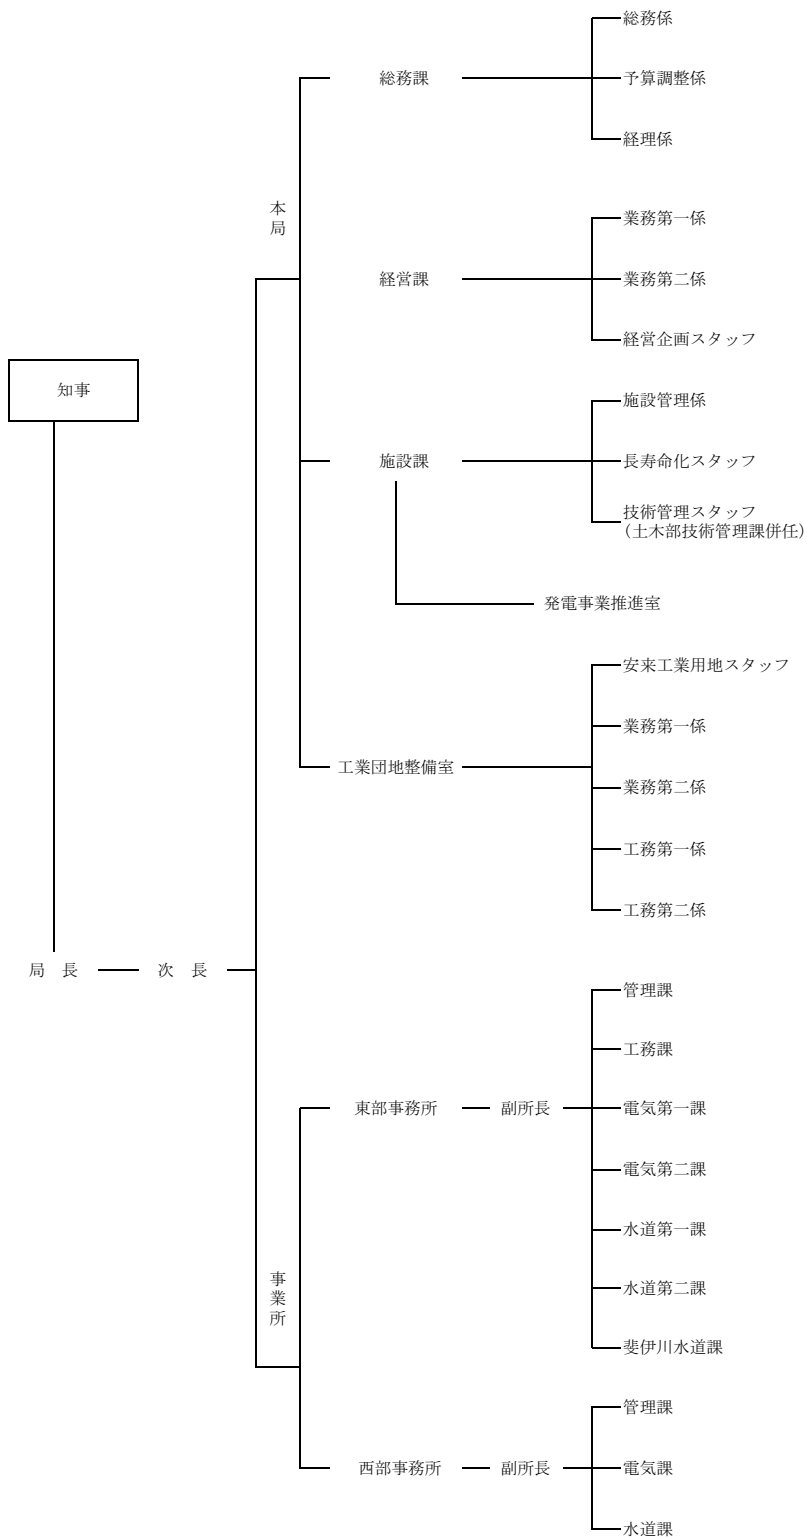 総務係
総務課
予算調整係
経理係
本局
業務第一係
経営課
業務第二係
経営企画スタッフ
知事
施設管理係
施設課
長寿命化スタッフ
技術管理スタッフ
(土木部技術管理課併任)
発電事業推進室
安来工業用地スタッフ
業務第一係
工業団地整備室
業務第二係
工務第一係
工務第二係
局　長
次　長
管理課
工務課
東部事務所
副所長
電気第一課
電気第二課
水道第一課
事業所
水道第二課
斐伊川水道課
管理課
西部事務所
副所長
電気課
水道課